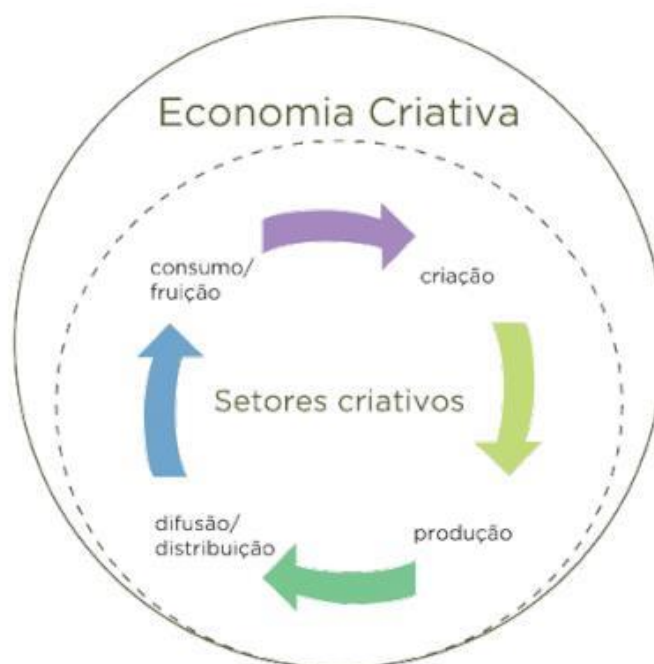 Economia Criativa
consumo/
fruição
criação
Setores criativos
difusão/
distribuição
produção